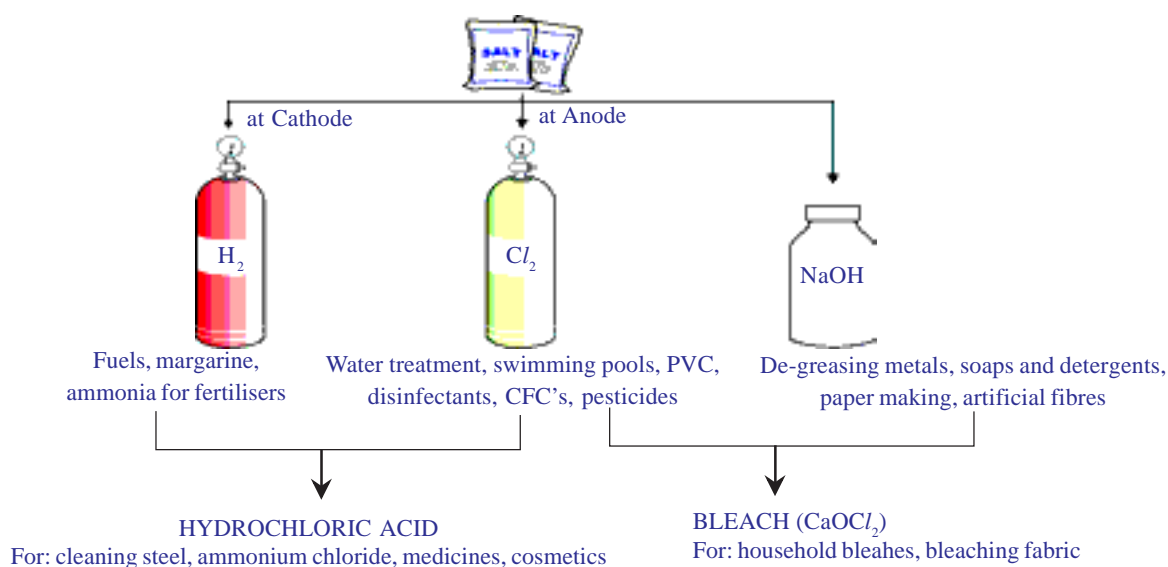 SALT
ALT
at Cathode
at Anode
H₂
Cl₂
NaOH
Fuels, margarine,
ammonia for fertilisers
Water treatment, swimming pools, PVC,
disinfectants, CFC's, pesticides
De-greasing metals, soaps and detergents,
paper making, artificial fibres
HYDROCHLORIC ACID
For: cleaning steel, ammonium chloride, medicines, cosmetics
BLEACH (CaOCl₂)
For: household bleahes, bleaching fabric